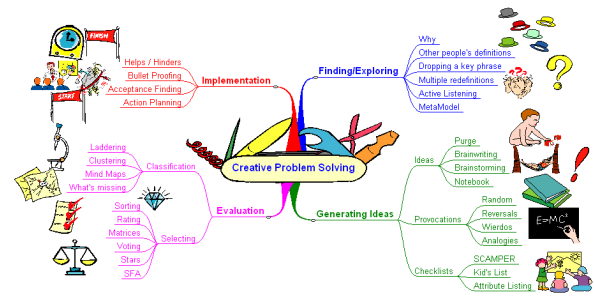 Creative Problem Solving
Finding/Exploring
Why
Other people's definitions
Dropping a key phrase
Multiple redefinitions
Active Listening
MetaModel
Generating Ideas
Ideas
Purge
Brainwriting
Brainstorming
Notebook
Provocations
Random
Reversals
Wierdos
Analogies
Checklists
SCAMPER
Kid's List
Attribute Listing
E=MC²
Evaluation
Classification
Laddering
Clustering
Mind Maps
What's missing
Selecting
Sorting
Rating
Matrices
Voting
Stars
SFA
Implementation
Helps / Hinders
Bullet Proofing
Acceptance Finding
Action Planning
FINISH
START